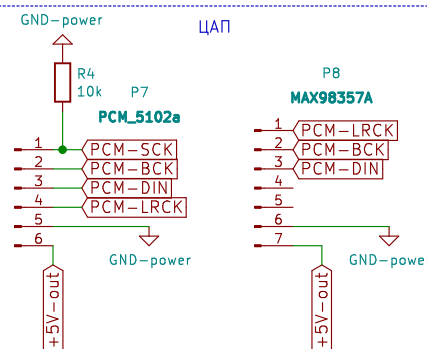 GND-power
ЦАП
R4
10k
P7
PCM_5102a
1 PCM-SCK
2 PCM-BCK
3 PCM-DIN
4 PCM-LRCK
5
6
GND-power
+5V-out
P8
MAX98357A
1 PCM-LRCK
2 PCM-BCK
3 PCM-DIN
4
5
6
7
GND-powe
+5V-out